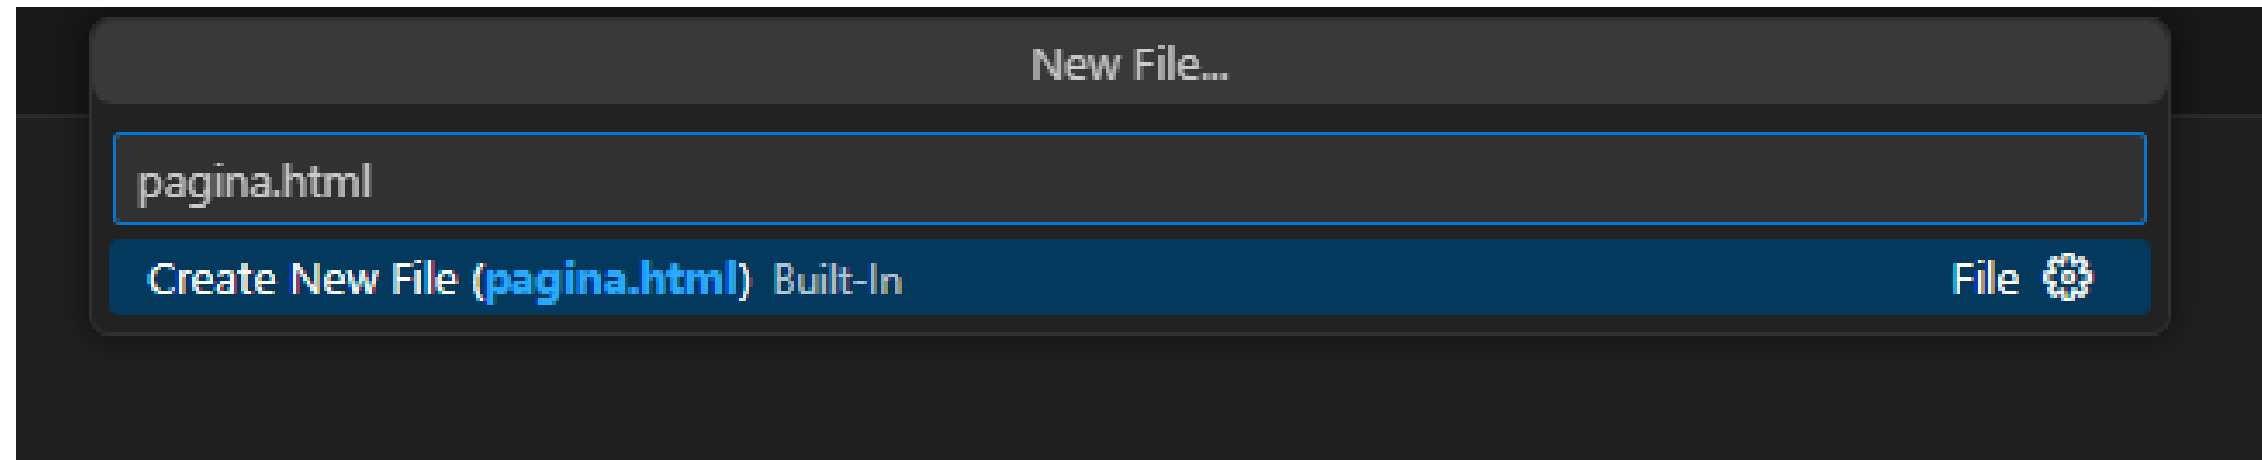 New File...
pagina.html
Create New File (pagina.html) Built-In File